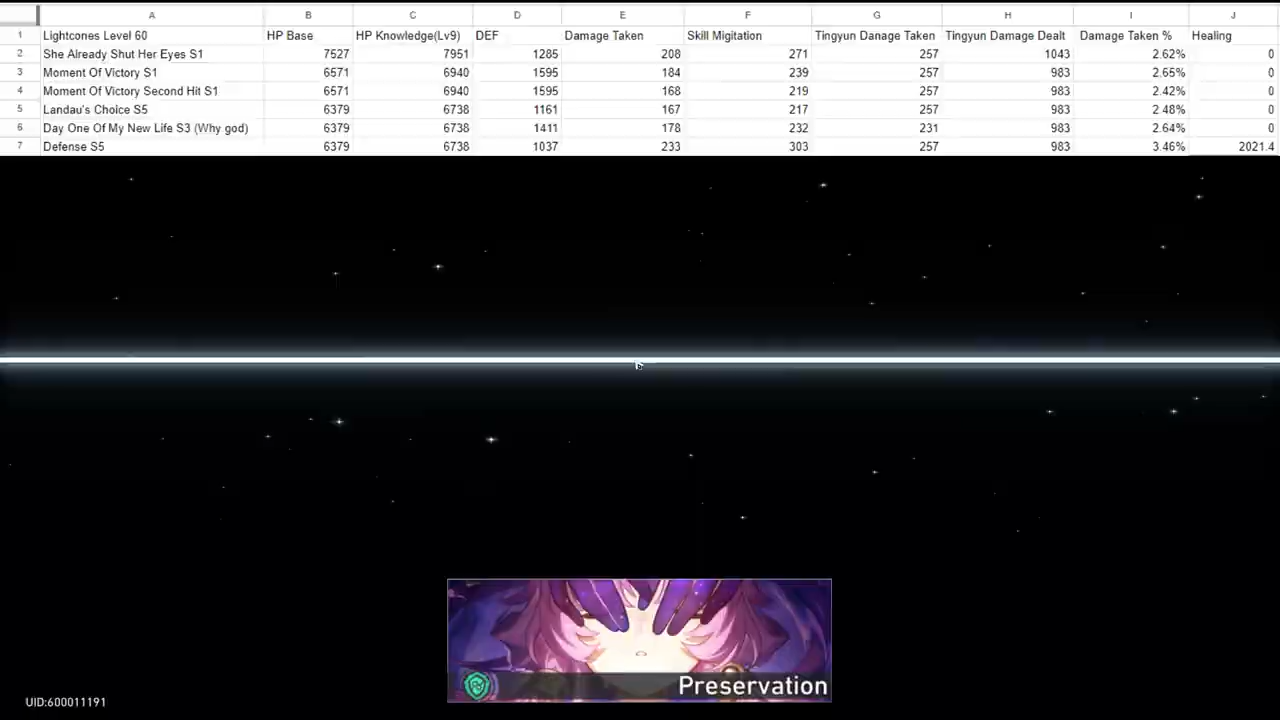 A B C D E F G H I J
1 Lightcones Level 60 HP Base HP Knowledge(Lv9) DEF Damage Taken Skill Migitation Tingyun Danage Taken Tingyun Damage Dealt Damage Taken % Healing
2 She Already Shut Her Eyes S1 7527 7951 1285 208 271 257 1043 2.62% 0
3 Moment Of Victory S1 6571 6940 1595 184 239 257 983 2.65% 0
4 Moment Of Victory Second Hit S1 6571 6940 1595 168 219 257 983 2.42% 0
5 Landau's Choice S5 6379 6738 1161 167 217 257 983 2.48% 0
6 Day One Of My New Life S3 (Why god) 6379 6738 1411 178 232 231 983 2.64% 0
7 Defense S5 6379 6738 1037 233 303 257 983 3.46% 2021.4
Preservation
UID:600011191